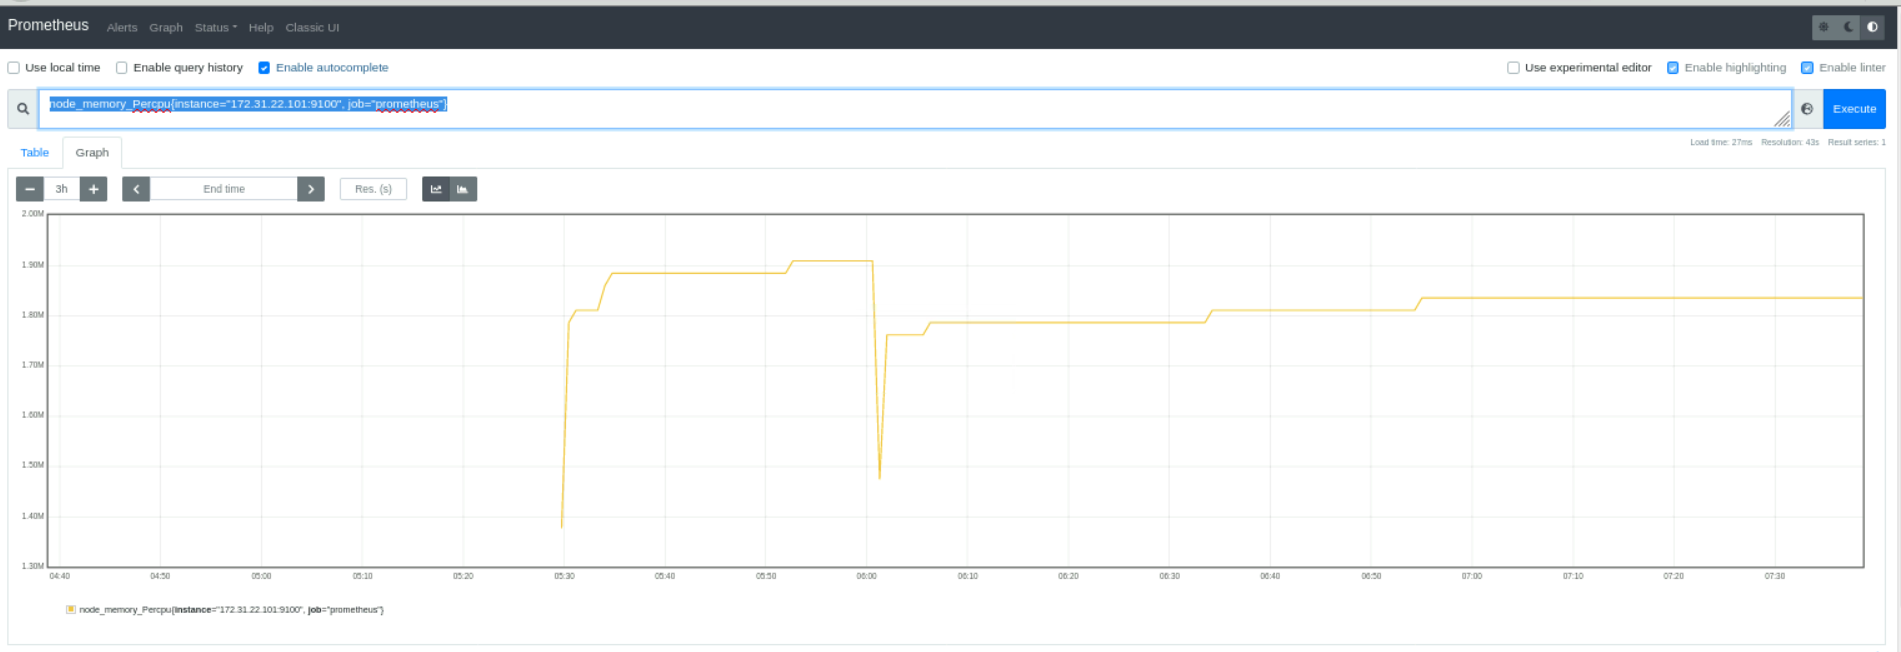 Prometheus Alerts Graph Status Help Classic UI
Use local time Enable query history Enable autocomplete Use experimental editor Enable highlighting Enable linter
node_memory_Percpu{instance="172.31.22.101:9100", job="prometheus"} Execute
Load time: 27ms Resolution: 43s Result series: 1
Table Graph
3h End time Res. (s)
2.00M
1.90M
1.80M
1.70M
1.60M
1.50M
1.40M
1.30M
04:40 04:50 05:00 05:10 05:20 05:30 05:40 05:50 06:00 06:10 06:20 06:30 06:40 06:50 07:00 07:10 07:20 07:30
node_memory_Percpu{instance="172.31.22.101:9100", job="prometheus"}